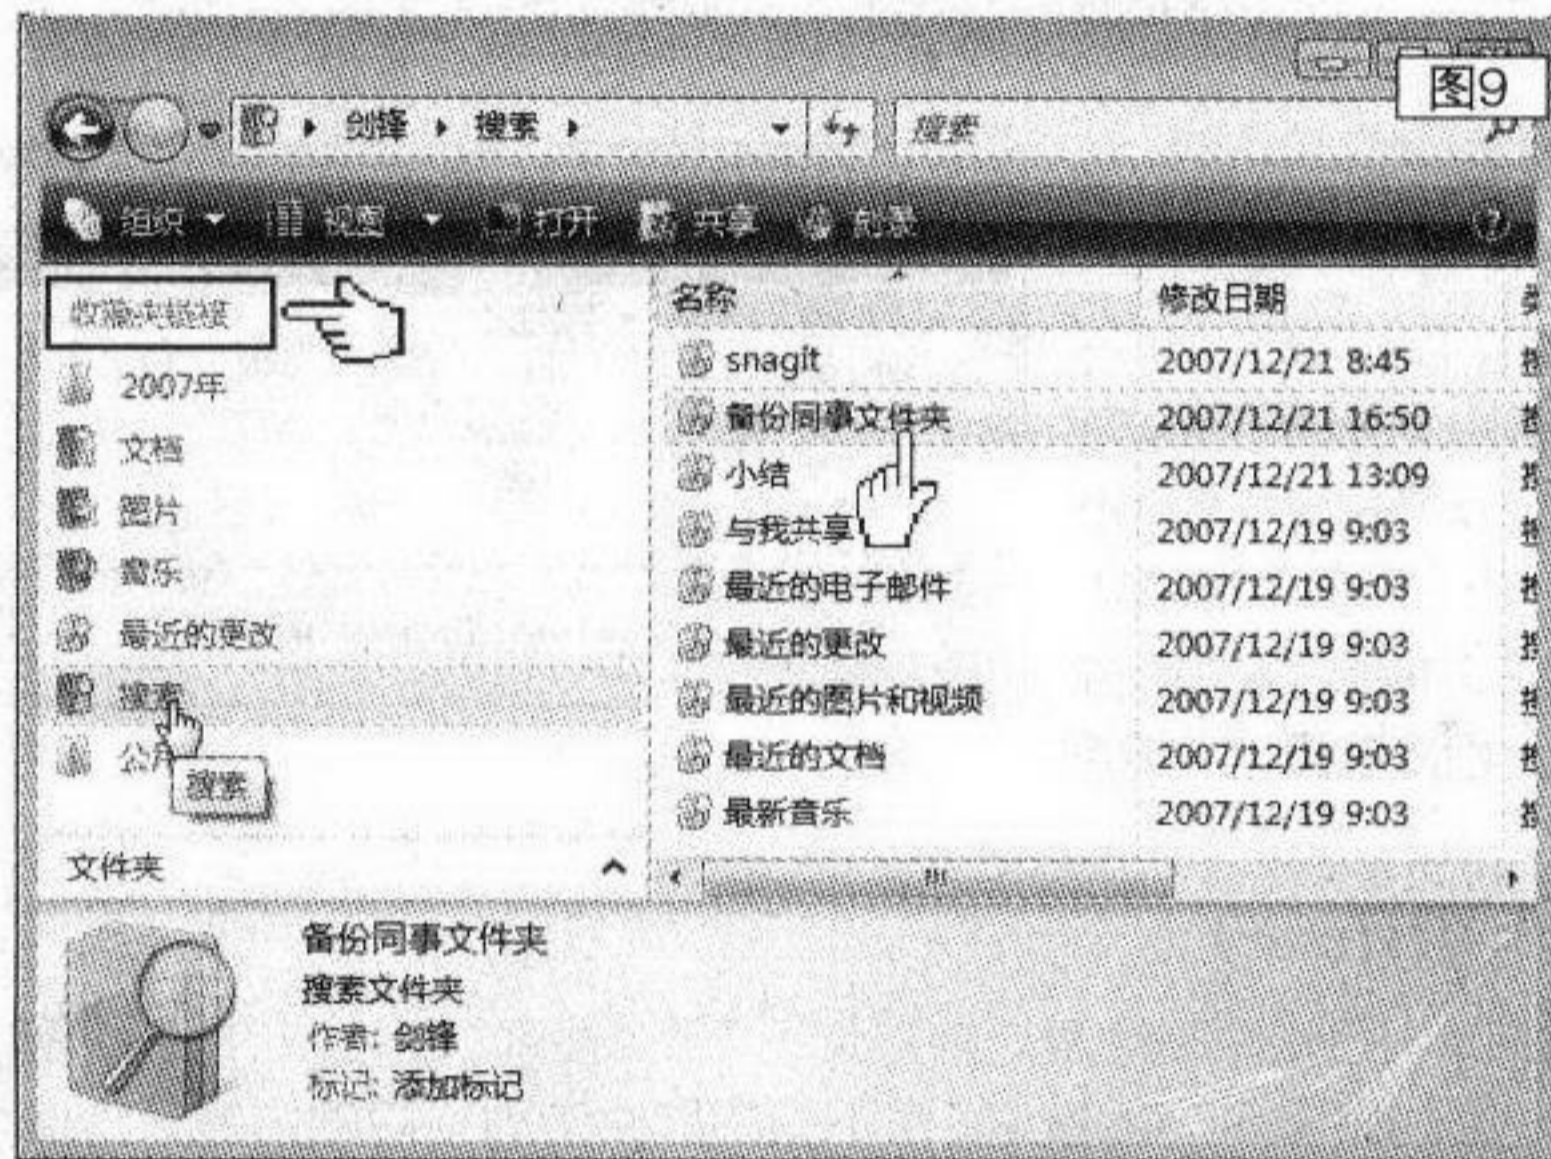 图9
剑锋 搜索
搜索
组织 视图 打开 共享 刻录
收藏夹链接
2007年
文档
图片
音乐
最近的更改
搜索
公用
搜索
文件夹
名称 修改日期
snagit 2007/12/21 8:45
备份同事文件夹 2007/12/21 16:50
小结 2007/12/21 13:09
与我共享 2007/12/19 9:03
最近的电子邮件 2007/12/19 9:03
最近的更改 2007/12/19 9:03
最近的图片和视频 2007/12/19 9:03
最近的文档 2007/12/19 9:03
最新音乐 2007/12/19 9:03
备份同事文件夹
搜索文件夹
作者: 剑锋
标记: 添加标记